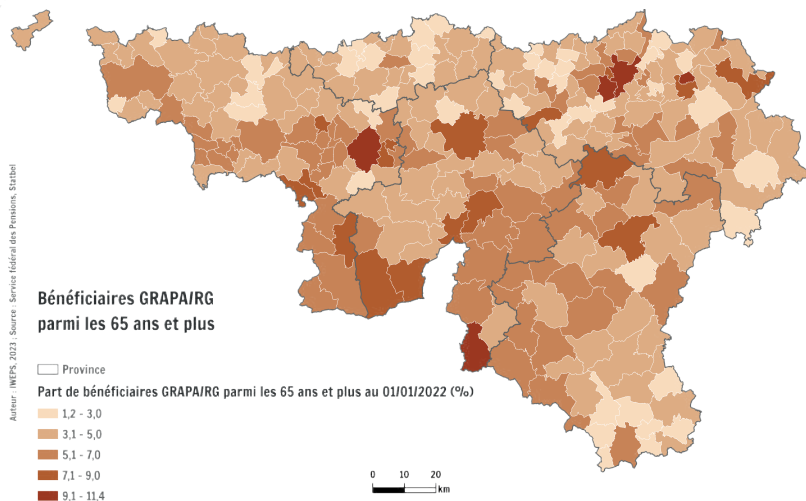 Bénéficiaires GRAPA/RG
parmi les 65 ans et plus
Province
Part de bénéficiaires GRAPA/RG parmi les 65 ans et plus au 01/01/2022 (%)
1,2 - 3,0
3,1 - 5,0
5,1 - 7,0
7,1 - 9,0
9,1 - 11,4
0 10 20
km
Auteur : IWEPS, 2023 ; Source : Service fédéral des Pensions, Statbel